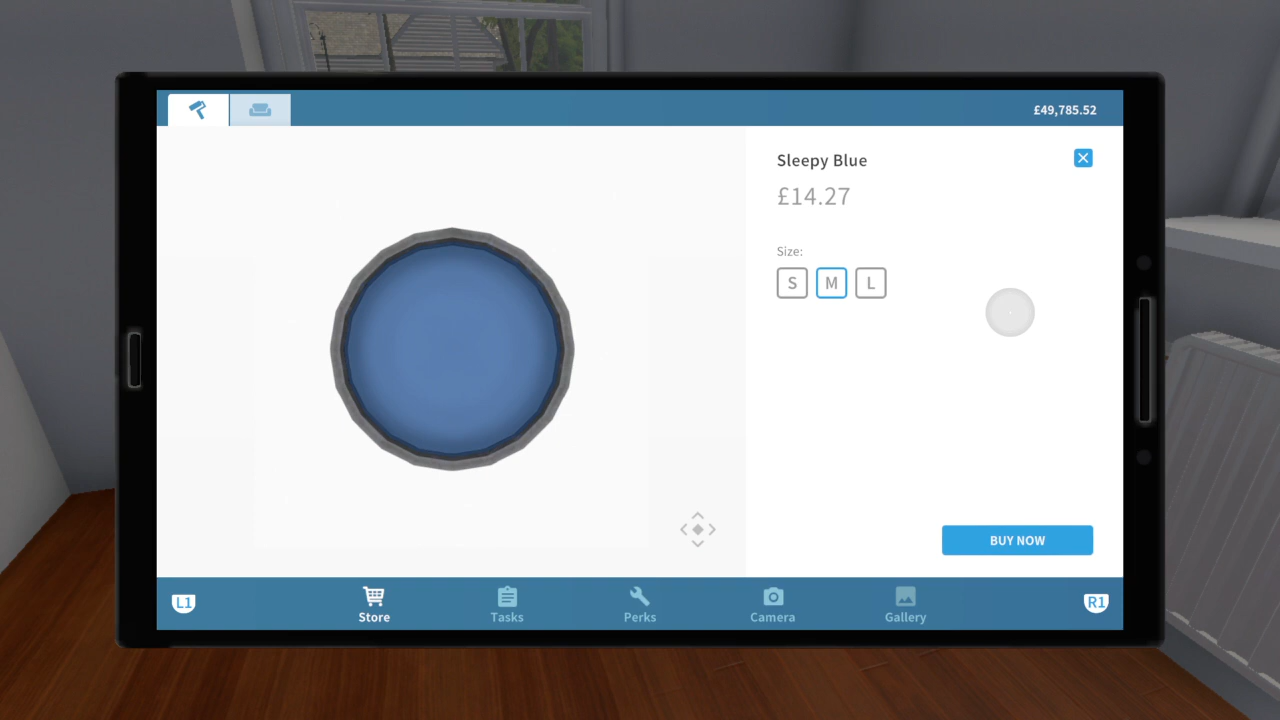 £49,785.52
Sleepy Blue
£14.27
Size:
S M L
BUY NOW
L1
Store
Tasks
Perks
Camera
Gallery
R1